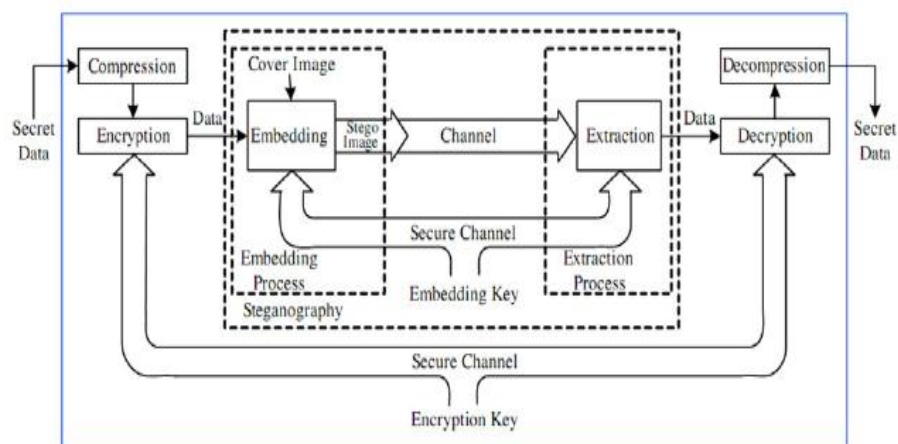 Compression
Secret
Data
Encryption
Data
Cover Image
Embedding
Stego
Image
Channel
Extraction
Data
Decompression
Decryption
Secret
Data
Secure Channel
Embedding
Process
Embedding Key
Extraction
Process
Steganography
Secure Channel
Encryption Key